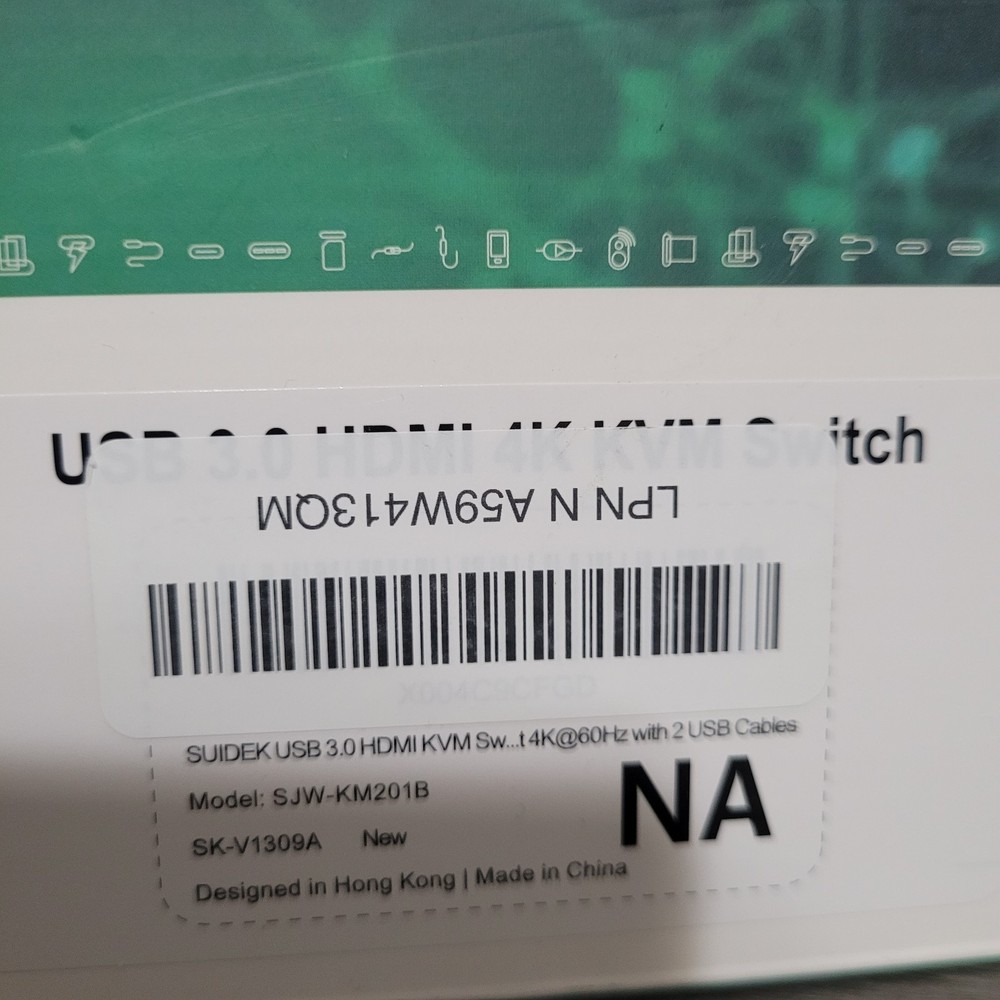 USB 3.0 HDMI 4K KVM Switch
LPN N A59W413QM
SUIDEK USB 3.0 HDMI KVM Sw...t 4K@60Hz with 2 USB Cables
Model: SJW-KM201B
NA
SK-V1309A New
Designed in Hong Kong | Made in China